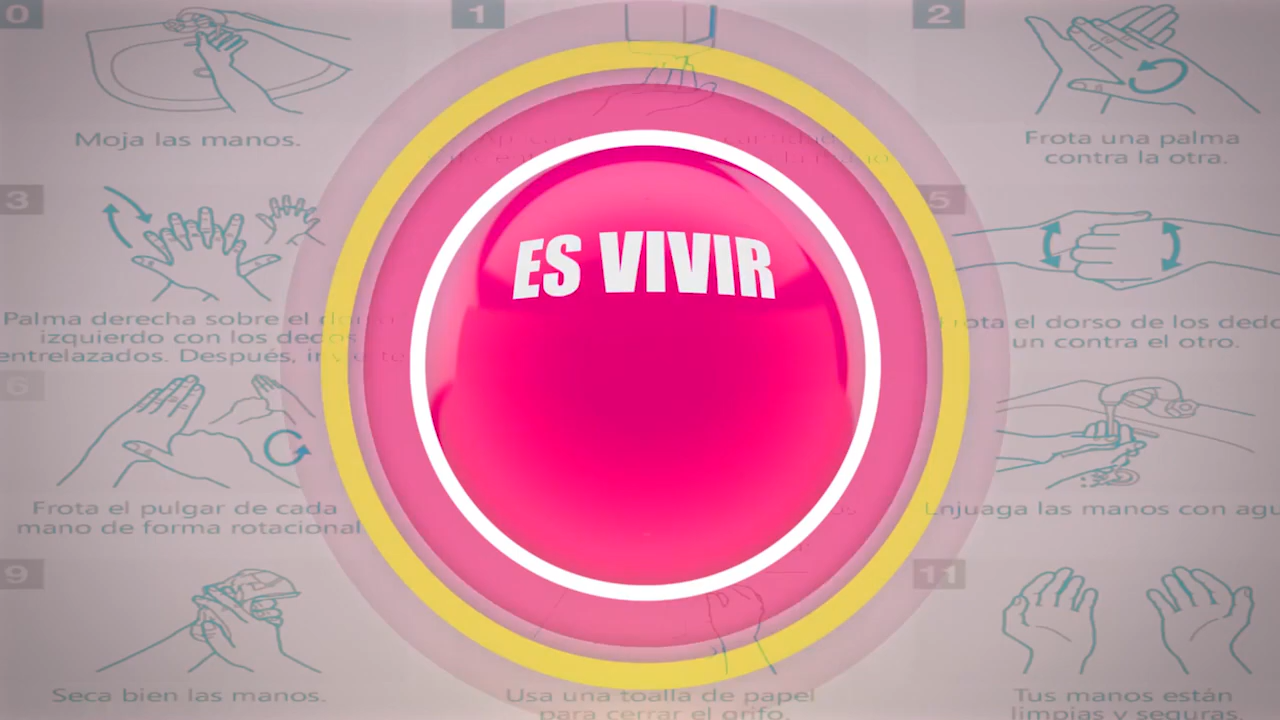 0
1
2
Moja las manos.
Frota una palma
contra la otra.
3
5
ES VIVIR
Palma derecha sobre el
izquierdo con los dedos
entrelazados. Después,
ota el dorso de los dedo
un contra el otro.
6
Frota el pulgar de cada
mano de forma rotacional
Enjuaga las manos con agu
9
11
Seca bien las manos.
Usa una toalla de papel
para cerrar el grifo.
Tus manos están
limpias y seguras